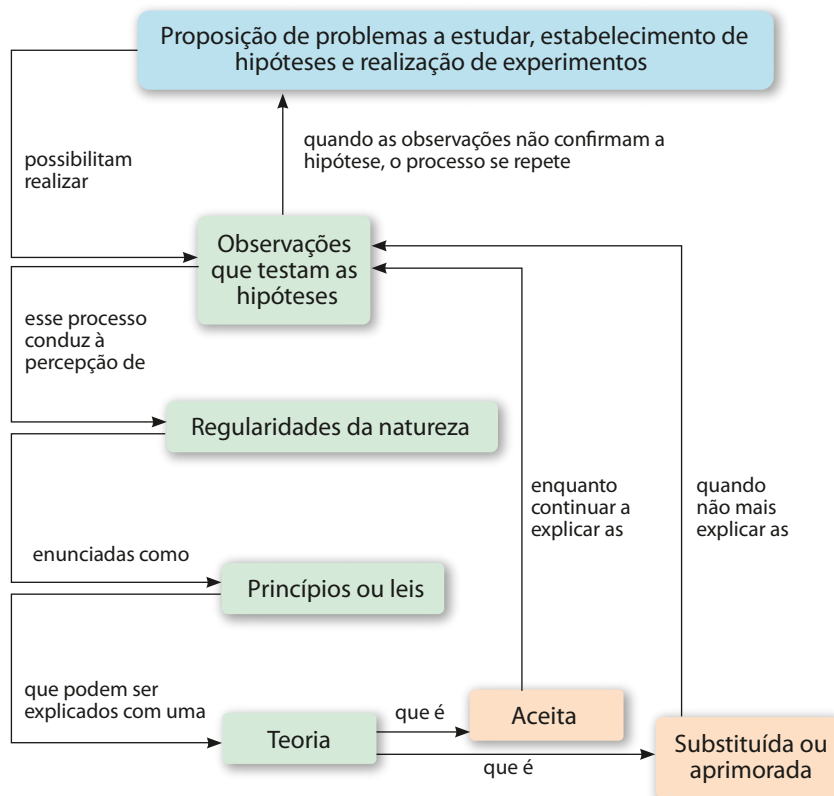 Proposição de problemas a estudar, estabelecimento de
hipóteses e realização de experimentos
possibilitam
realizar
quando as observações não confirmam a
hipótese, o processo se repete
Observações
que testam as
hipóteses
esse processo
conduz à
percepção de
Regularidades da natureza
enunciadas como
Princípios ou leis
que podem ser
explicados com uma
Teoria
que é
Aceita
enquanto
continuar a
explicar as
que é
Substituída ou
aprimorada
quando
não mais
explicar as